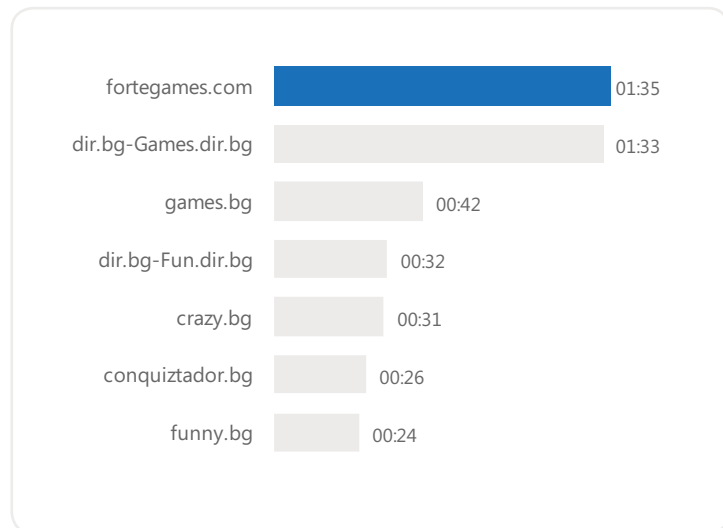 fortegames.com 01:35
dir.bg-Games.dir.bg 01:33
games.bg 00:42
dir.bg-Fun.dir.bg 00:32
crazy.bg 00:31
conquiztador.bg 00:26
funny.bg 00:24